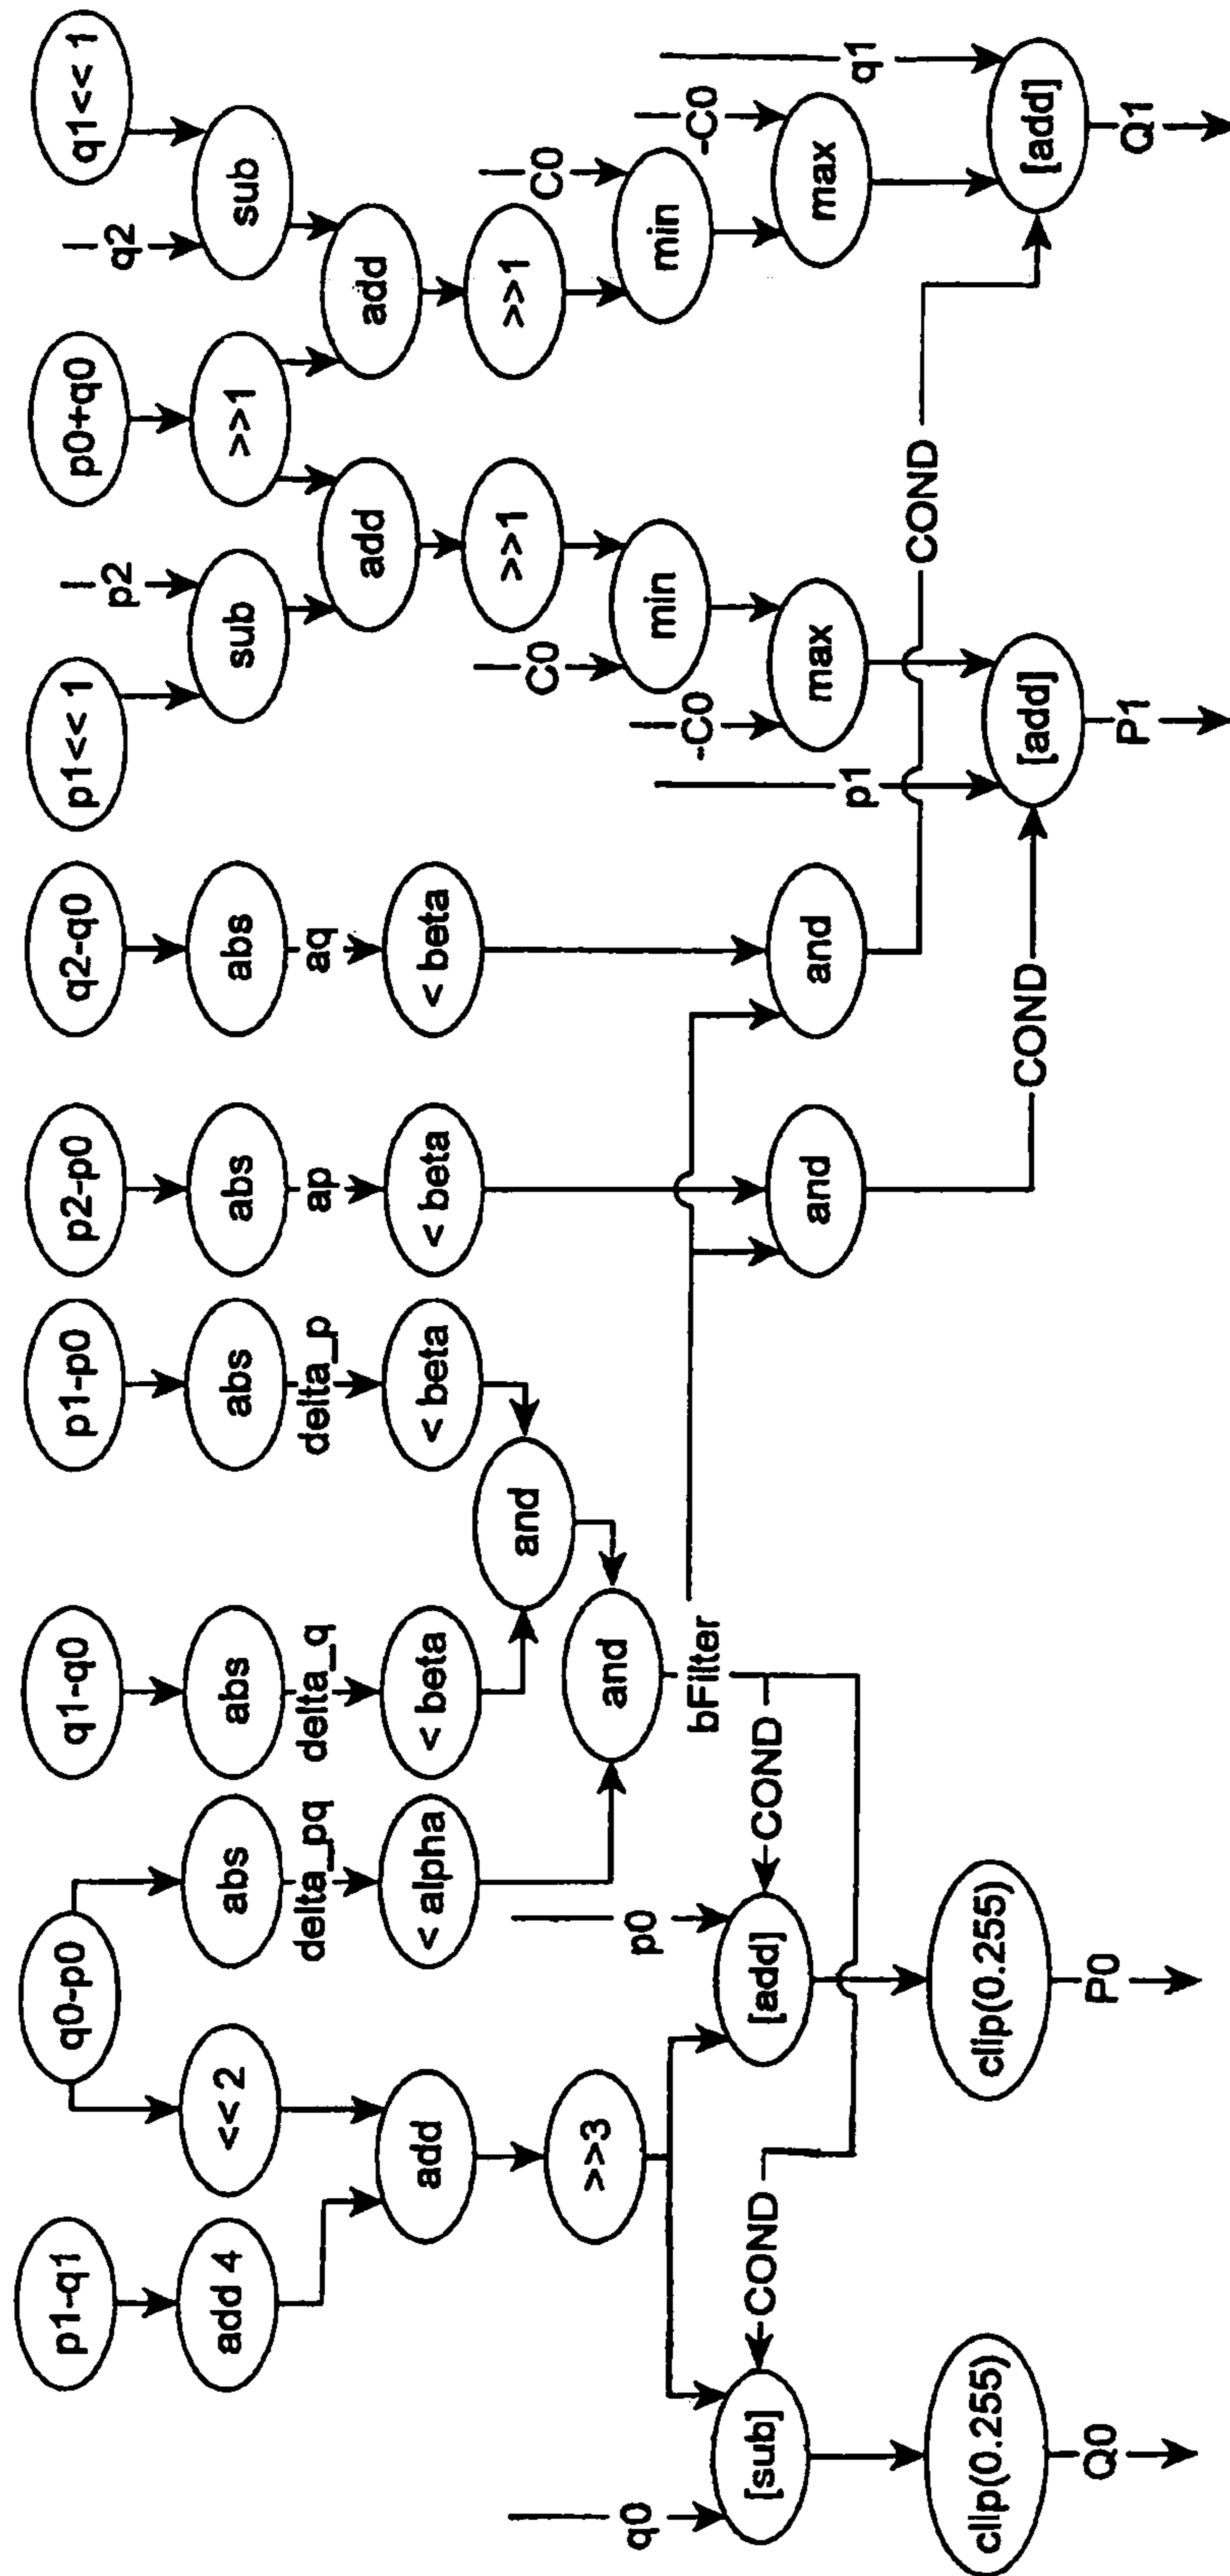 p1-q1
q0-p0
q1-q0
p1-p0
p2-p0
q2-q0
p1<< 1
p2
p0+q0
q2
q1<< 1
add 4
<< 2
abs
abs
abs
abs
abs
sub
>>1
sub
delta_pq
delta_q
delta_p
ap
aq
add
< alpha
< beta
< beta
< beta
< beta
add
add
and
>>1
>>1
>>3
and
C0
C0
min
min
q0
p0
bFilter
-C0
-C0
[sub]
COND
[add]
COND
and
and
max
max
p1
q1
COND
clip(0.255)
clip(0.255)
COND
[add]
[add]
Q0
P0
P1
Q1